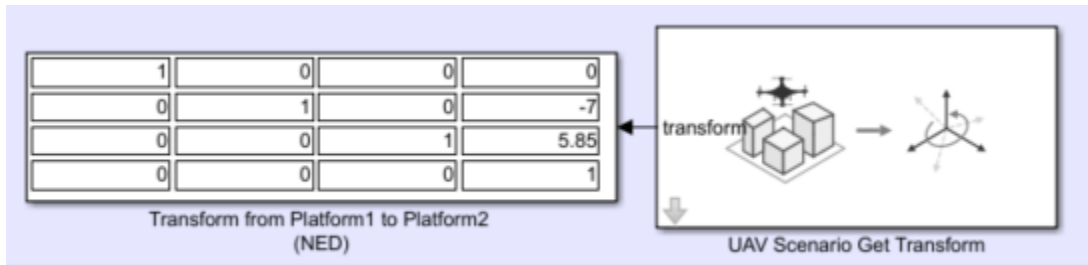 1 0 0 0
0 1 0 -7
0 0 1 5.85
0 0 0 1
transform
Transform from Platform1 to Platform2
(NED)
UAV Scenario Get Transform